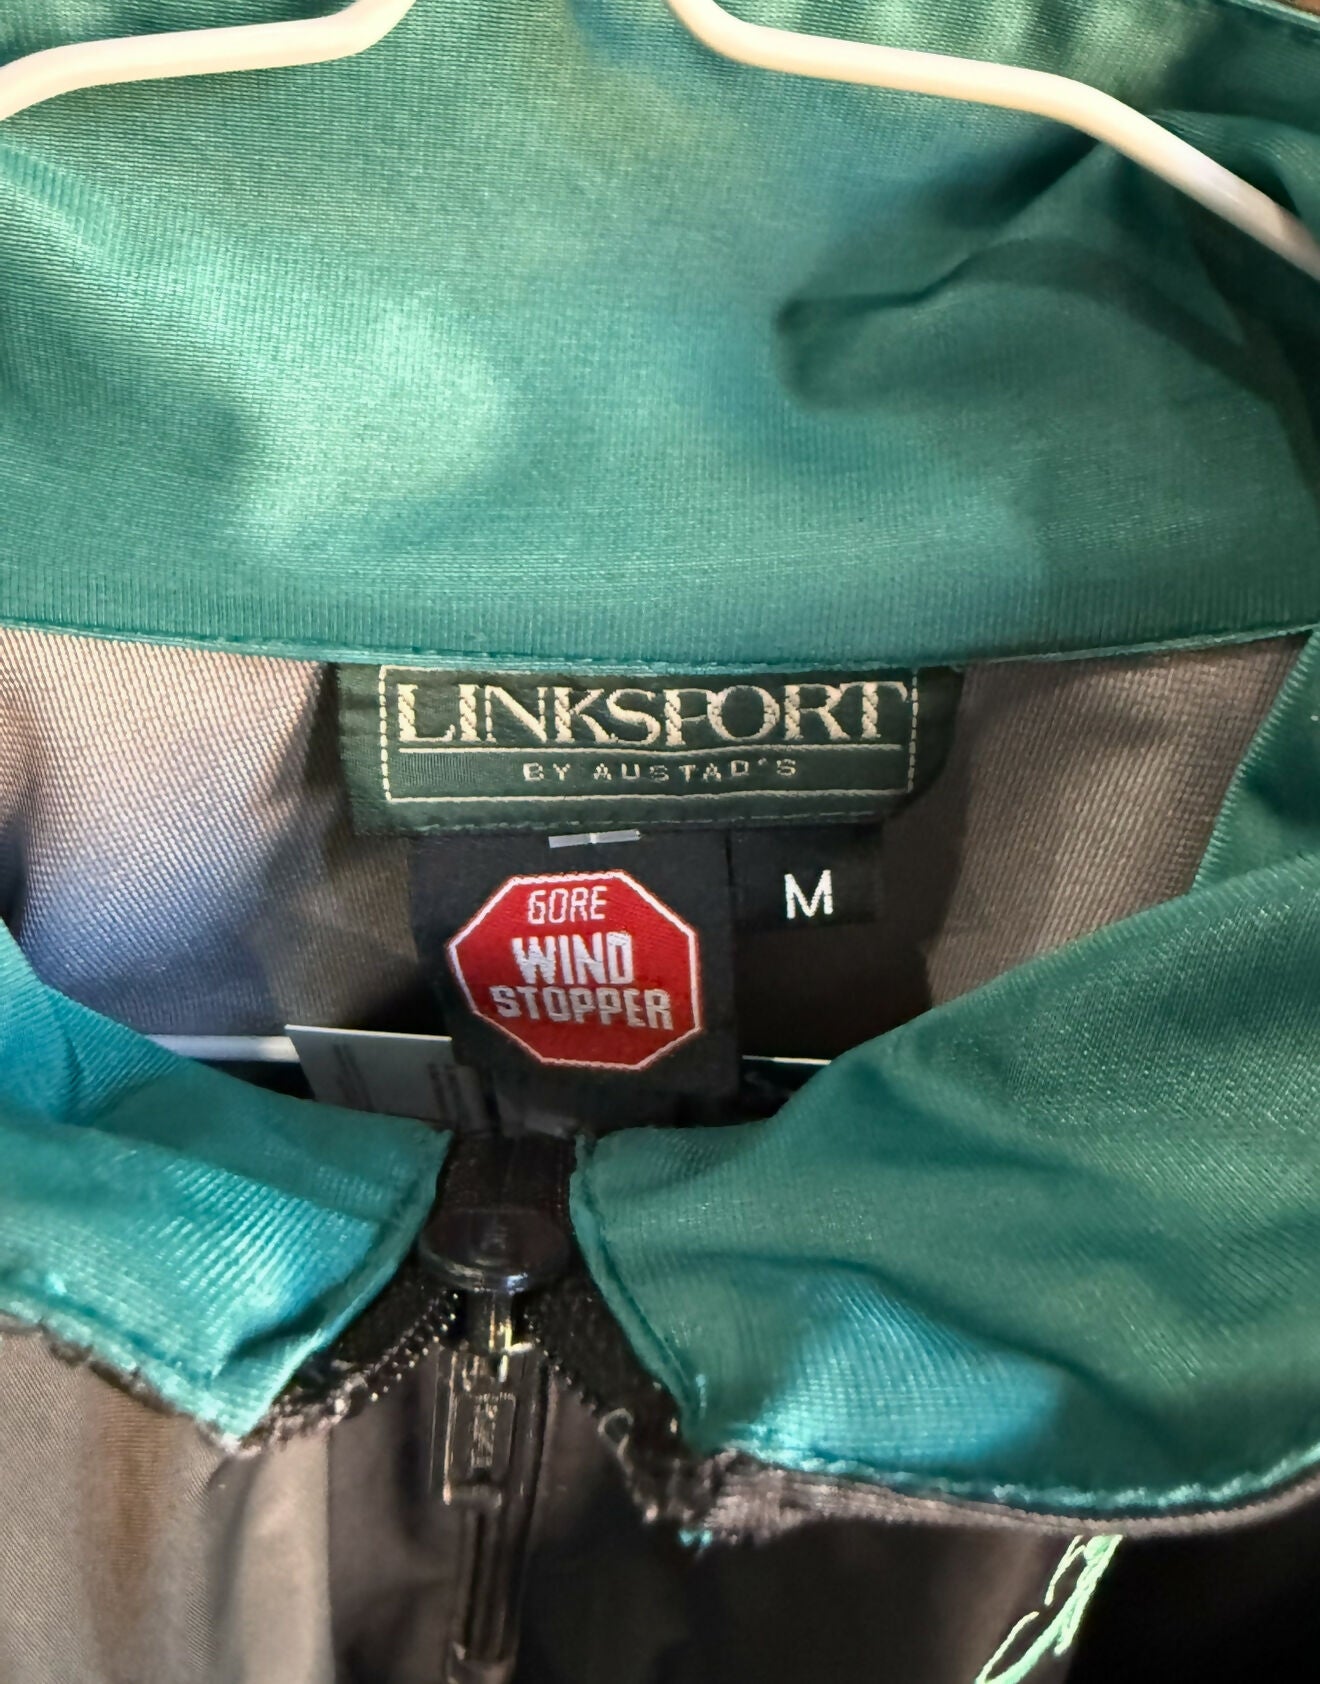 LINKSPORT
BY AUSTAD'S
GORE
WIND
STOPPER
M